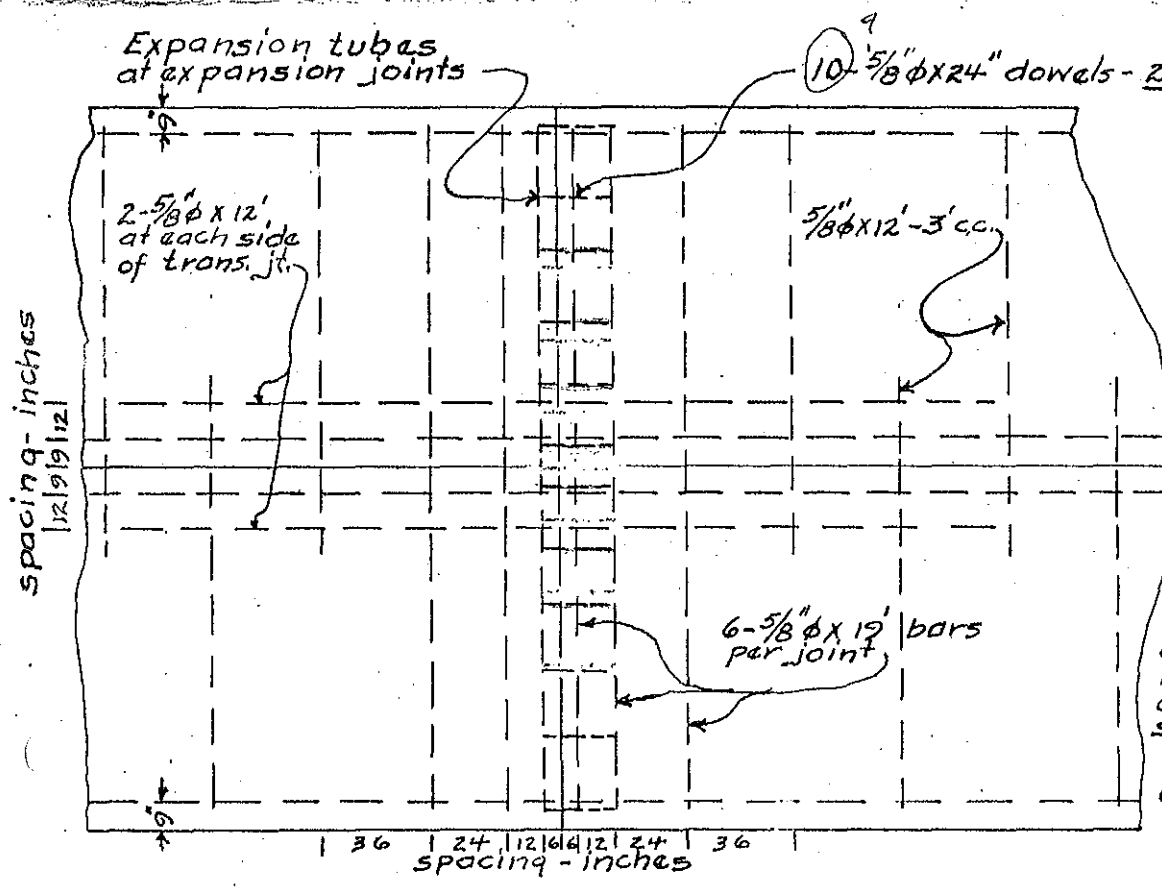 Expansion tubes
at expansion joints
9
10-5/8"φx24" dowels - 2
9"
2-5/8"φ x 12'
at each side
of trans. jt.
5/8"φx12'-3'c.c.
spacing - inches
|12|9|9|12|
6-5/8"φ x 19' bars
per joint
9"
| 36 | 24 |12|6|6|12| 24 | 36 |
spacing - inches